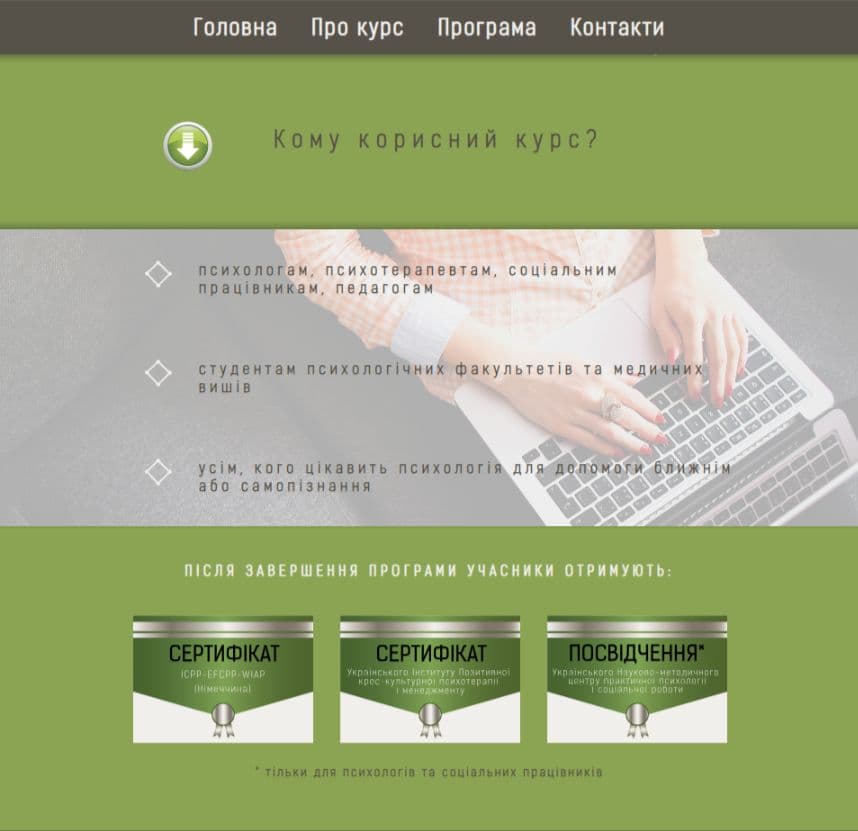 Головна Про курс Програма Контакти
Кому корисний курс?
психологам, психотерапевтам, соціальним
працівникам, педагогам
студентам психологічних факультетів та медичних
вишів
усім, кого цікавить психологія для допомоги ближнім
або самопізнання
ПІСЛЯ ЗАВЕРШЕННЯ ПРОГРАМИ УЧАСНИКИ ОТРИМУЮТЬ:
СЕРТИФІКАТ
ICPP-EFCPP-WIAP
(Німеччина)
СЕРТИФІКАТ
Українського Інституту Позитивної
крос-культурної психотерапії
і менеджменту
ПОСВІДЧЕННЯ*
Українського Науково-методичного
центру практичної психології
і соціальної роботи
* тільки для психологів та соціальних працівників